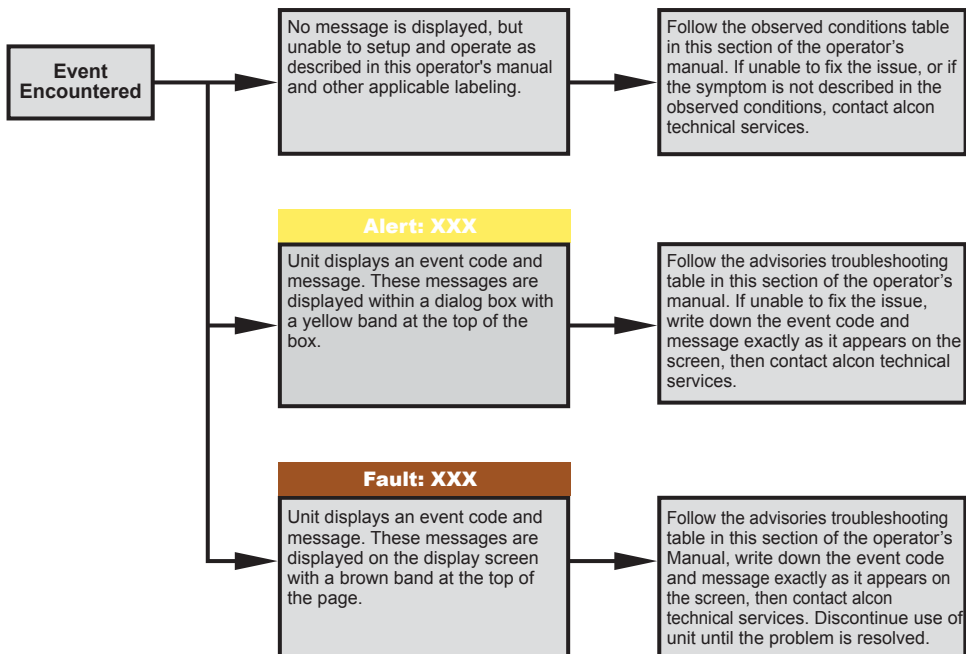 Event
Encountered
No message is displayed, but
unable to setup and operate as
described in this operator's manual
and other applicable labeling.
Follow the observed conditions table
in this section of the operator’s
manual. If unable to fix the issue, or if
the symptom is not described in the
observed conditions, contact alcon
technical services.
Alert: XXX
Unit displays an event code and
message. These messages are
displayed within a dialog box with
a yellow band at the top of the
box.
Follow the advisories troubleshooting
table in this section of the operator’s
manual. If unable to fix the issue,
write down the event code and
message exactly as it appears on the
screen, then contact alcon technical
services.
Fault: XXX
Unit displays an event code and
message. These messages are
displayed on the display screen
with a brown band at the top of
the page.
Follow the advisories troubleshooting
table in this section of the operator’s
Manual, write down the event code
and message exactly as it appears on
the screen, then contact alcon
technical services. Discontinue use of
unit until the problem is resolved.